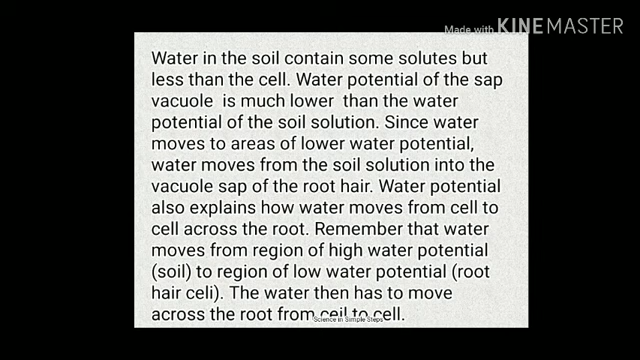 Made with KINEMASTER
Water in the soil contain some solutes but
less than the cell. Water potential of the sap
vacuole is much lower than the water
potential of the soil solution. Since water
moves to areas of lower water potential,
water moves from the soil solution into the
vacuole sap of the root hair. Water potential
also explains how water moves from cell to
cell across the root. Remember that water
moves from region of high water potential
(soil) to region of low water potential (root
hair celi). The water then has to move
across the root from ceil to cell.
Science in Simple Steps